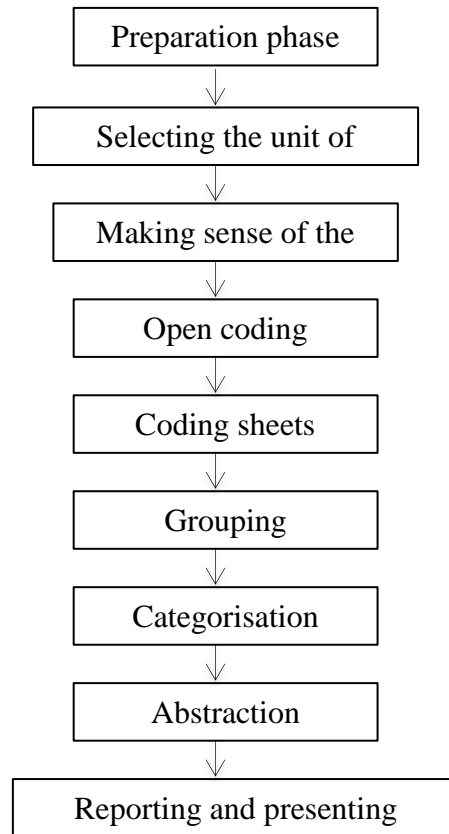 Preparation phase
Selecting the unit of
Making sense of the
Open coding
Coding sheets
Grouping
Categorisation
Abstraction
Reporting and presenting